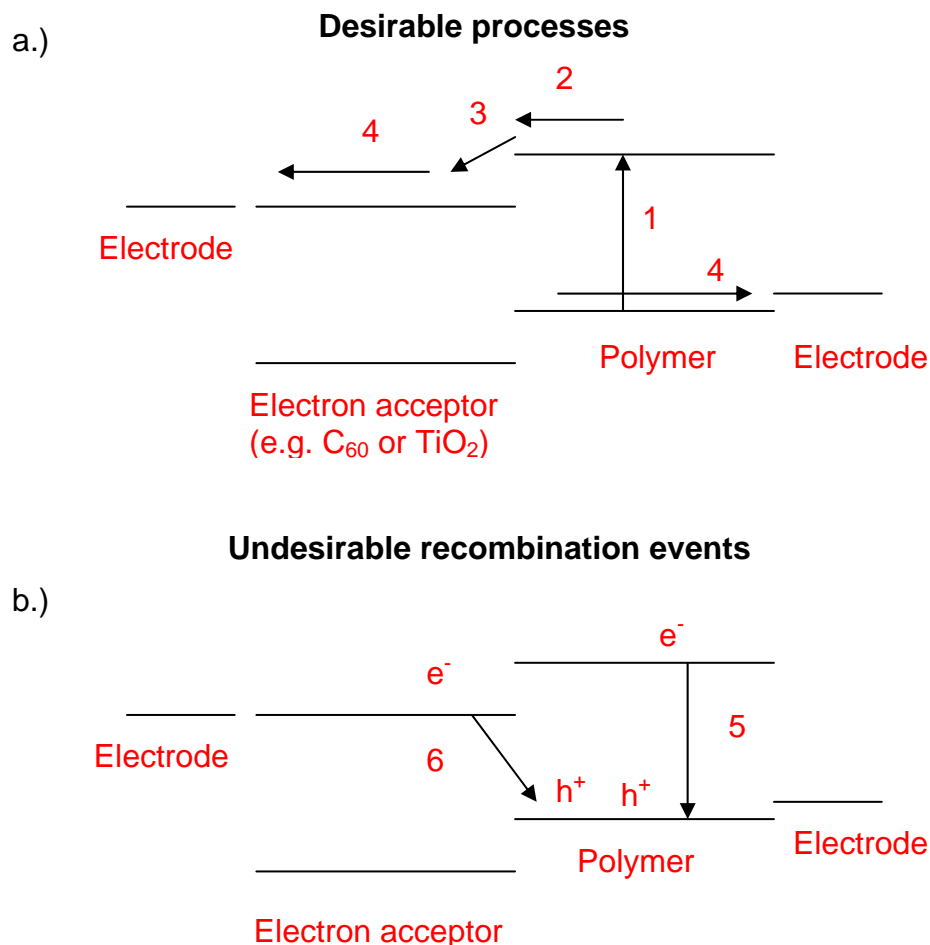 a.)
Desirable processes
2
3
4
1
Electrode
4
Polymer
Electrode
Electron acceptor
(e.g. C₆₀ or TiO₂)
Undesirable recombination events
b.)
e⁻
e⁻
5
Electrode
6
h⁺ h⁺
Polymer
Electrode
Electron acceptor